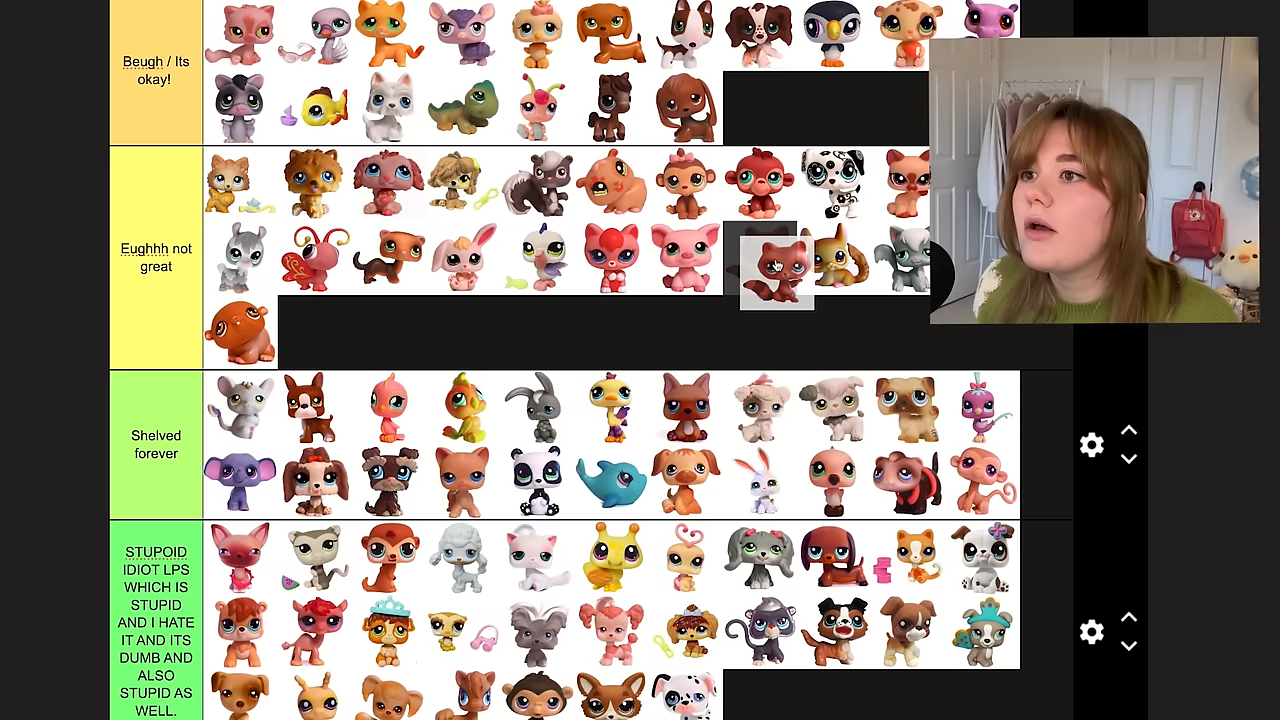 Beugh / Its
okay!
Eughhh not
great
Shelved
forever
STUPOID
IDIOT LPS
WHICH IS
STUPID
AND I HATE
IT AND ITS
DUMB AND
ALSO
STUPID AS
WELL.